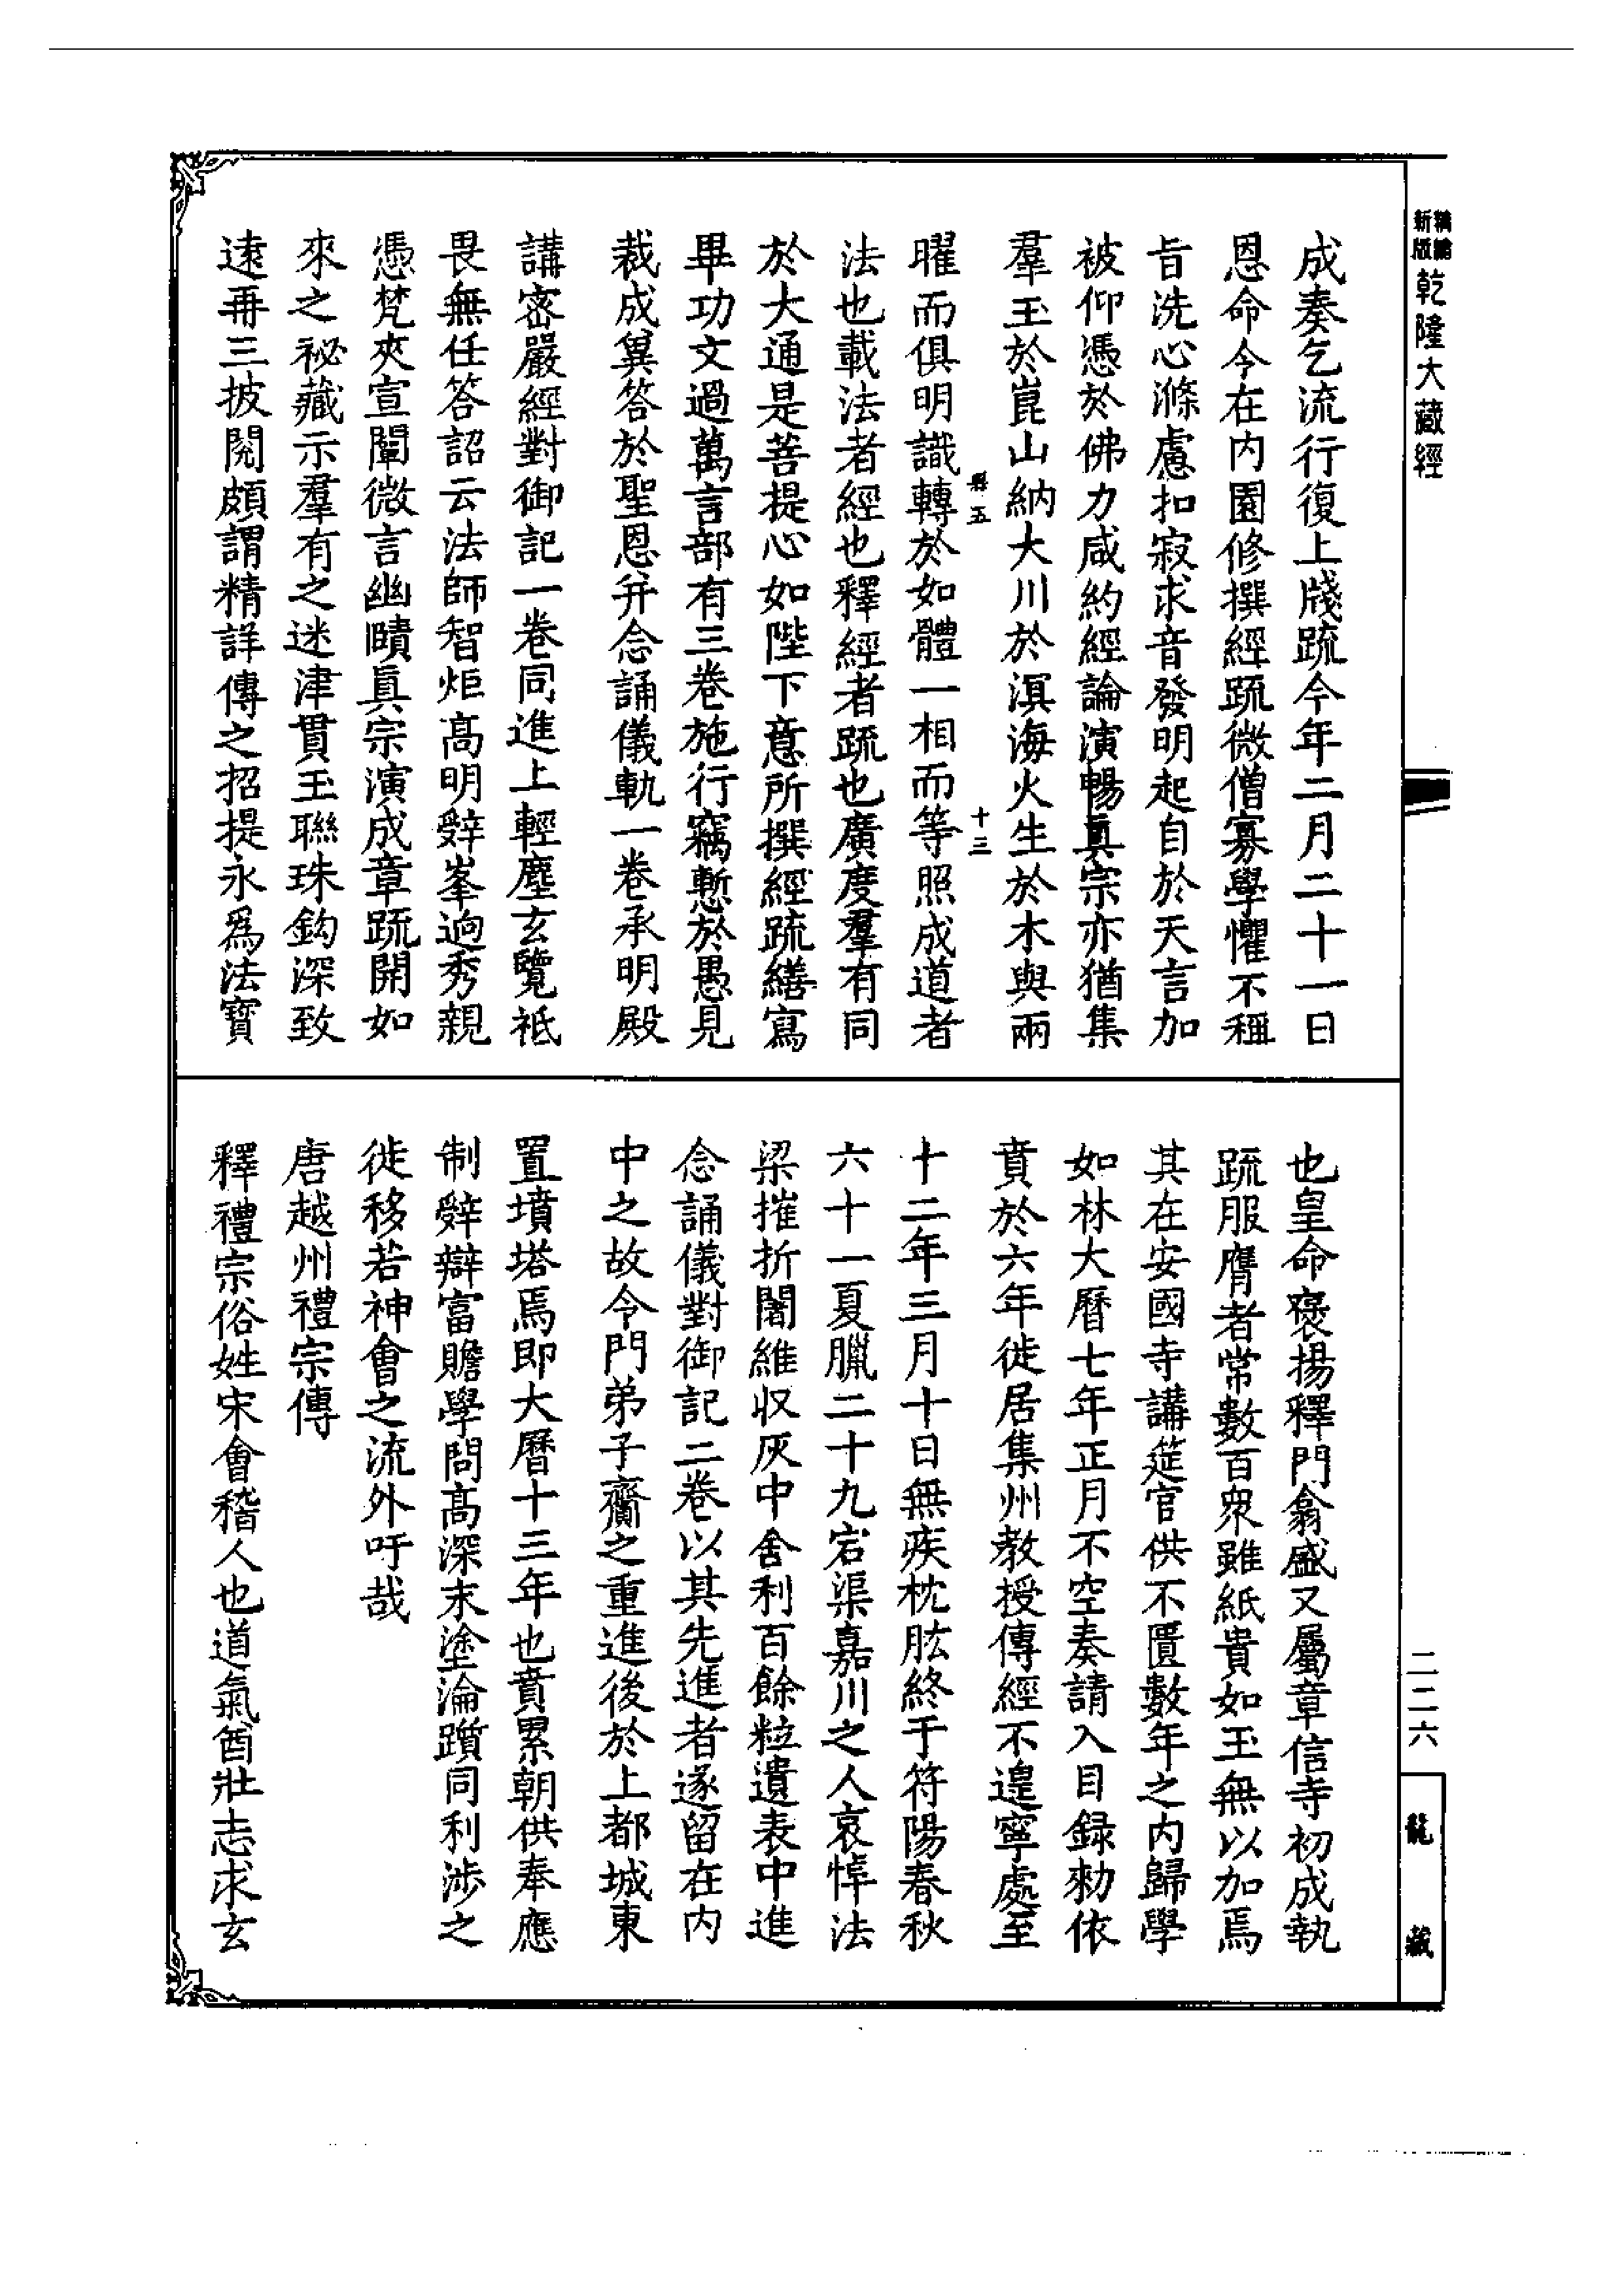 精編新版
乾隆大藏經
成奏乞流行復上牋疏今年二月二十一日
恩命令在内園修撰經疏微僧寡學懼不稱
旨洗心滌慮扣寂求音發明起自於天言加
被仰憑於佛力咸約經論演暢眞宗亦猶集
羣玉於崑山納大川於溟海火生於木與兩
縣五
十三
曜而俱明識轉於如體一相而等照成道者
法也載法者經也釋經者疏也廣度羣有同
於大通是菩提心如陛下意所撰經疏繕寫
畢功文過萬言部有三卷施行竊慙於愚見
裁成冀答於聖恩并念誦儀軌一卷承明殿
講密嚴經對御記一卷同進上輕塵玄覽祇
畏無任答詔云法師智炬高明辭峯逈秀親
憑梵夾宣闡微言幽賾眞宗演成章疏開如
來之祕藏示羣有之迷津貫玉聯珠鈎深致
遠再三披閱頗謂精詳傳之招提永爲法寶
也皇命褒揚釋門翕盛又屬章信寺初成執
疏服膺者常數百衆雖紙貴如玉無以加焉
其在安國寺講筵官供不匱數年之内歸學
如林大曆七年正月不空奏請入目録勑依
賁於六年徙居集州教授傳經不遑寧處至
十二年三月十日無疾枕肱終于符陽春秋
六十一夏臘二十九宕渠嘉川之人哀悼法
梁摧折闍維収灰中舍利百餘粒遺表中進
念誦儀對御記二卷以其先進者遂留在内
中之故令門弟子齎之重進後於上都城東
置墳塔焉即大曆十三年也賁累朝供奉應
制辭辯富贍學問高深末塗淪躓同利涉之
徙移若神會之流外吁哉
唐越州禮宗傳
釋禮宗俗姓宋會稽人也道氣酋壯志求玄
二二六
龍藏